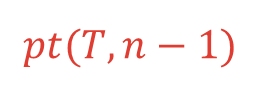 pt(T, n − 1)